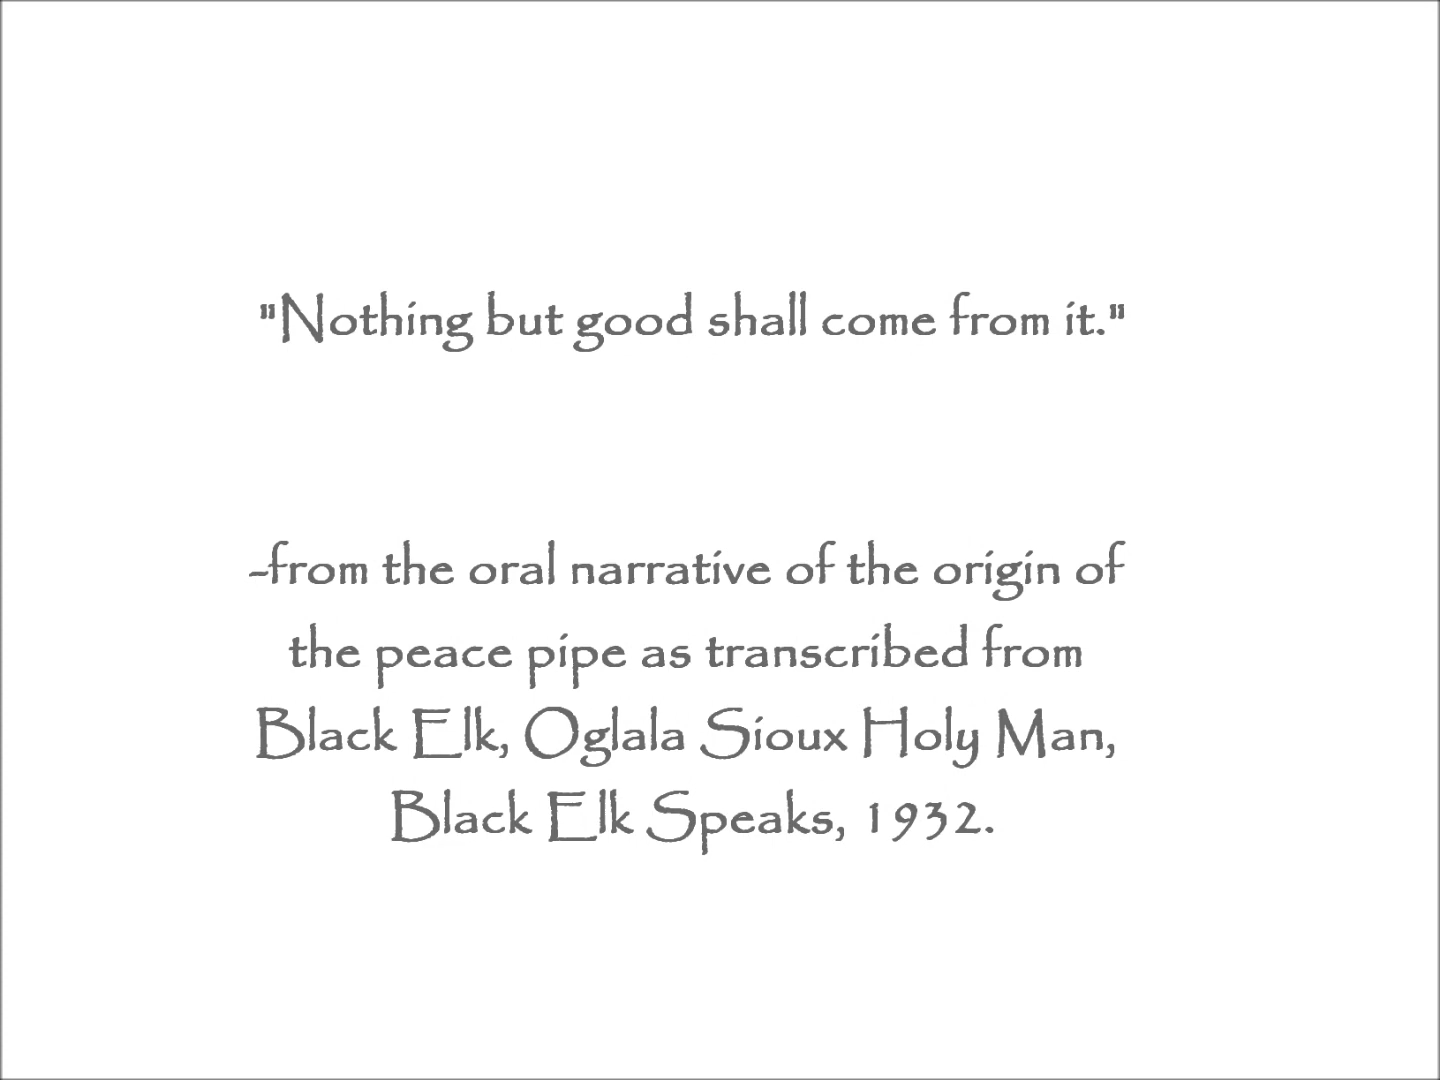 "Nothing but good shall come from it."
-from the oral narrative of the origin of
the peace pipe as transcribed from
Black Elk, Oglala Sioux Holy Man,
Black Elk Speaks, 1932.